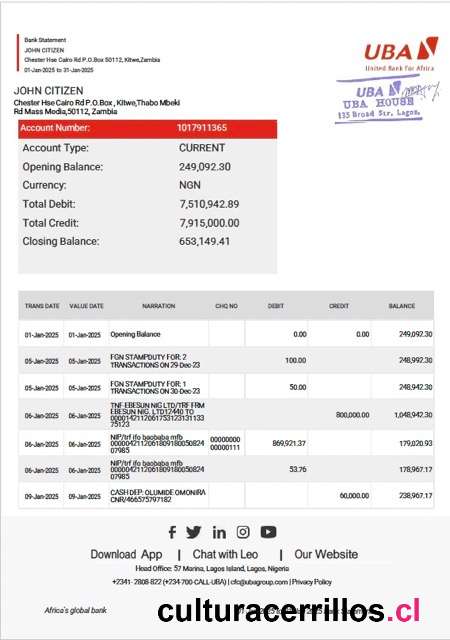 Bank Statement
JOHN CITIZEN
Chester Hse Cairo Rd P.O.Box 50112, Kitwe,Zambia
01-Jan-2025 to 31-Jan-2025
UBA
United Bank For Africa
UBA
UBA HOUSE
Broad Str, Lagos.
JOHN CITIZEN
Chester Hse Cairo Rd P.O.Box , Kitwe,Thabo Mbeki
Rd Mass Media,50112, Zambia
Account Number: 1017911365
Account Type: CURRENT
Opening Balance: 249,092.30
Currency: NGN
Total Debit: 7,510,942.89
Total Credit: 7,915,000.00
Closing Balance: 653,149.41
TRANS DATE VALUE DATE NARRATION CHQ NO DEBIT CREDIT BALANCE
01-Jan-2025 01-Jan-2025 Opening Balance 0.00 0.00 249,092.30
05-Jan-2025 05-Jan-2025 FGN STAMPDUTY FOR: 2 100.00 248,992.30
TRANSACTIONS ON 29-Dec-23
05-Jan-2025 05-Jan-2025 FGN STAMPDUTY FOR: 1 50.00 248,942.30
TRANSACTIONS ON 30-Dec-23
TNF-EBESUN NIG LTD/TRF FRM
EBESUN NIG. LTD12440 TO
06-Jan-2025 06-Jan-2025 800,000.00 1,048,942.30
0000142112061753123131133
75123
NIP/trf ifo baobaba mfb 00000000
06-Jan-2025 06-Jan-2025 0000042112061809180050824 00000111 869,921.37 179,020.93
07985
NIP/trf ifo baobaba mfb
06-Jan-2025 06-Jan-2025 0000042112061809180050824 53.76 178,967.17
07985
09-Jan-2025 09-Jan-2025 CASH DEP: OLUMIDE OMONIRA 60,000.00 238,967.17
CNR/466575797182
Download App | Chat with Leo | Our Website
Head Office: 57 Marina, Lagos Island, Lagos, Nigeria
+2341- 2808-822 (+234-700-CALL-UBA) | cfc@ubagroup.com | Privacy Policy
Africa's global bank
culturacerrillos.cl